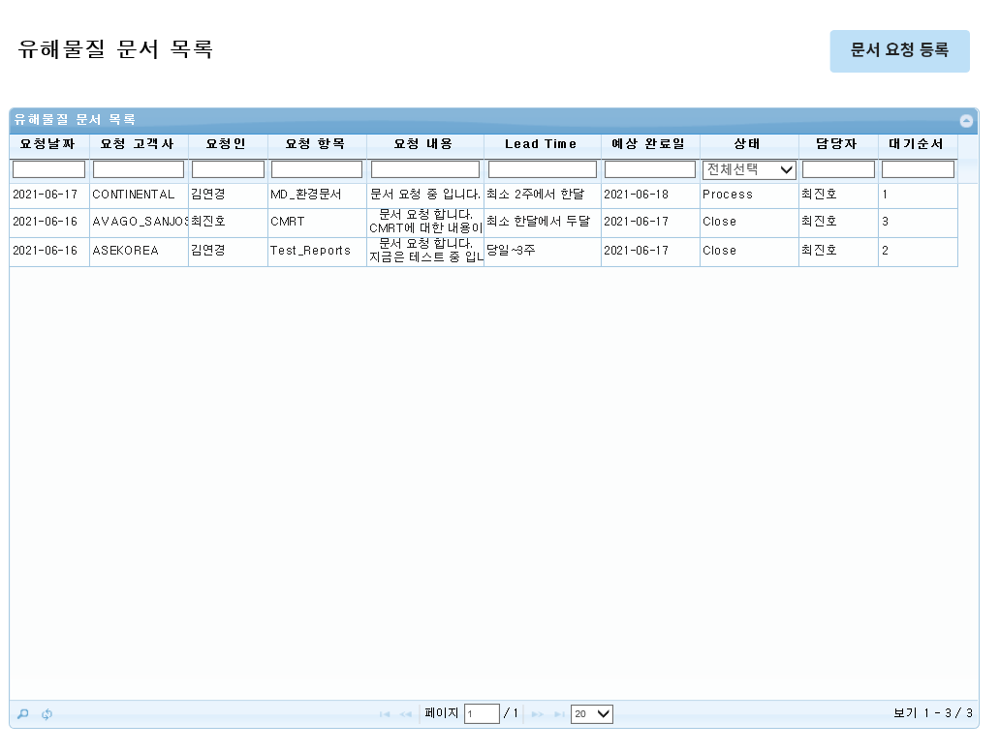 유해물질 문서 목록
문서 요청 등록
유해물질 문서 목록
요청날짜 요청 고객사 요청인 요청 항목 요청 내용 Lead Time 예상 완료일 상태 담당자 대기순서
전체선택
2021-06-17 CONTINENTAL 김연경 MD_환경문서 문서 요청 중 입니다. 최소 2주에서 한달 2021-06-18 Process 최진호 1
2021-06-16 AVAGO_SANJOS 최진호 CMRT 문서 요청 합니다. 최소 한달에서 두달 2021-06-17 Close 최진호 3
CMRT에 대한 내용이
2021-06-16 ASEKOREA 김연경 Test_Reports 문서 요청 합니다. 당일~3주 2021-06-17 Close 최진호 2
지금은 테스트 중 입니
페이지 1 / 1 20 보기 1 - 3 / 3